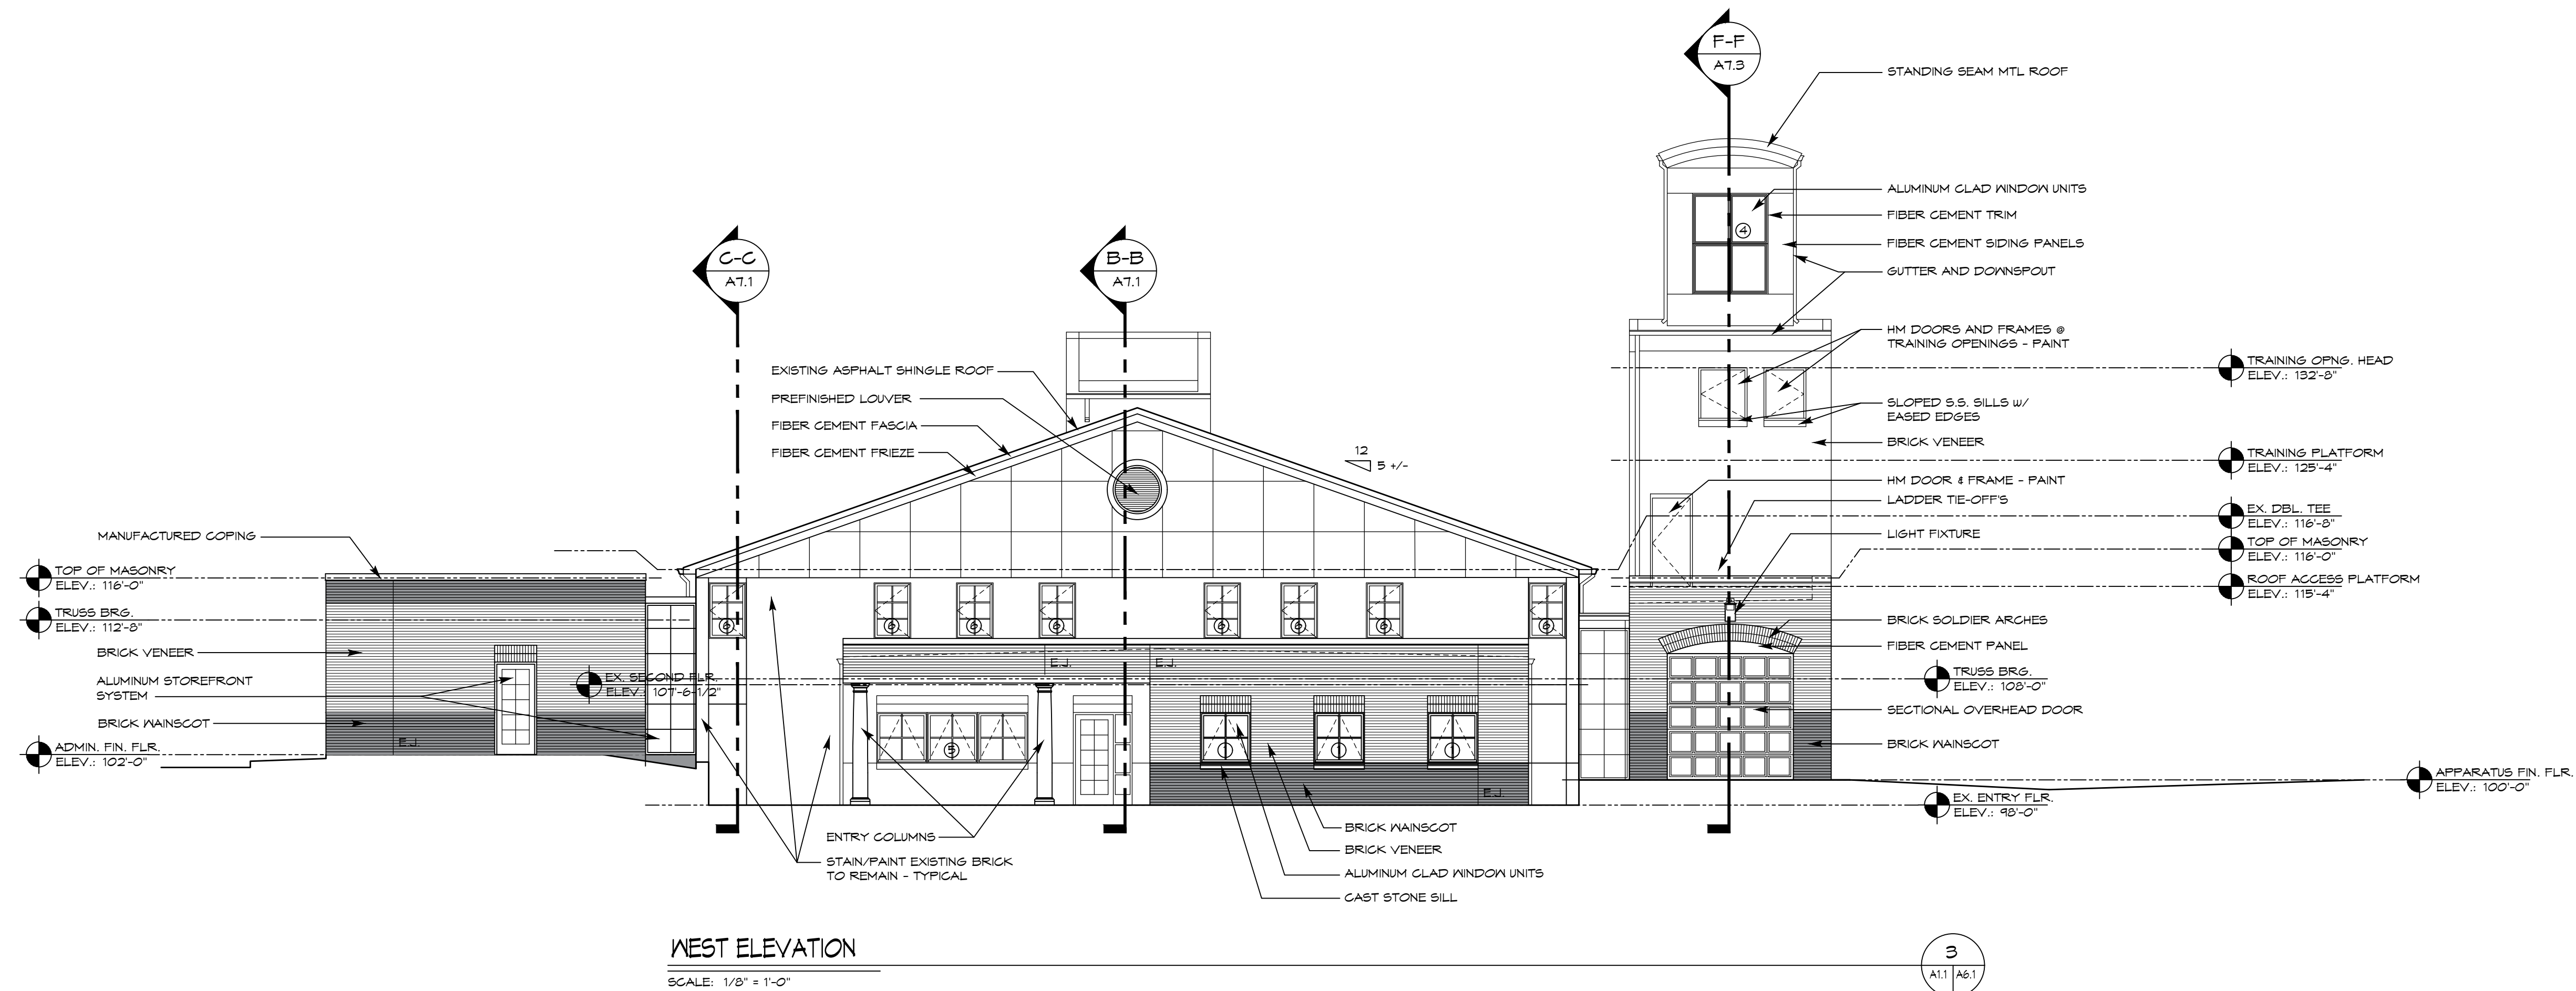 F-F
A7.3
STANDING SEAM MTL ROOF
ALUMINUM CLAD WINDOW UNITS
FIBER CEMENT TRIM
4
FIBER CEMENT SIDING PANELS
GUTTER AND DOWNSPOUT
C-C
A7.1
B-B
A7.1
HM DOORS AND FRAMES @
TRAINING OPENINGS - PAINT
TRAINING OPNG. HEAD
ELEV.: 132'-8"
EXISTING ASPHALT SHINGLE ROOF
PREFINISHED LOUVER
FIBER CEMENT FASCIA
FIBER CEMENT FRIEZE
SLOPED S.S. SILLS W/
EASED EDGES
BRICK VENEER
12
5 +/-
TRAINING PLATFORM
ELEV.: 125'-4"
HM DOOR & FRAME - PAINT
LADDER TIE-OFF'S
EX. DBL. TEE
ELEV.: 116'-8"
LIGHT FIXTURE
TOP OF MASONRY
ELEV.: 116'-0"
ROOF ACCESS PLATFORM
ELEV.: 115'-4"
MANUFACTURED COPING
TOP OF MASONRY
ELEV.: 116'-0"
TRUSS BRG.
ELEV.: 112'-8"
BRICK VENEER
ALUMINUM STOREFRONT
SYSTEM
BRICK WAINSCOT
ADMIN. FIN. FLR.
ELEV.: 102'-0"
E.J.
EX. SECOND FLR.
ELEV.: 107'-6-1/2"
6 6 6 6 6 6 6 6
E.J.
E.J.
5
1 1 1
E.J.
BRICK SOLDIER ARCHES
FIBER CEMENT PANEL
TRUSS BRG.
ELEV.: 108'-0"
SECTIONAL OVERHEAD DOOR
BRICK WAINSCOT
APPARATUS FIN. FLR.
ELEV.: 100'-0"
EX. ENTRY FLR.
ELEV.: 98'-0"
ENTRY COLUMNS
STAIN/PAINT EXISTING BRICK
TO REMAIN - TYPICAL
BRICK WAINSCOT
BRICK VENEER
ALUMINUM CLAD WINDOW UNITS
CAST STONE SILL
WEST ELEVATION
SCALE: 1/8" = 1'-0"
3
A1.1 A6.1